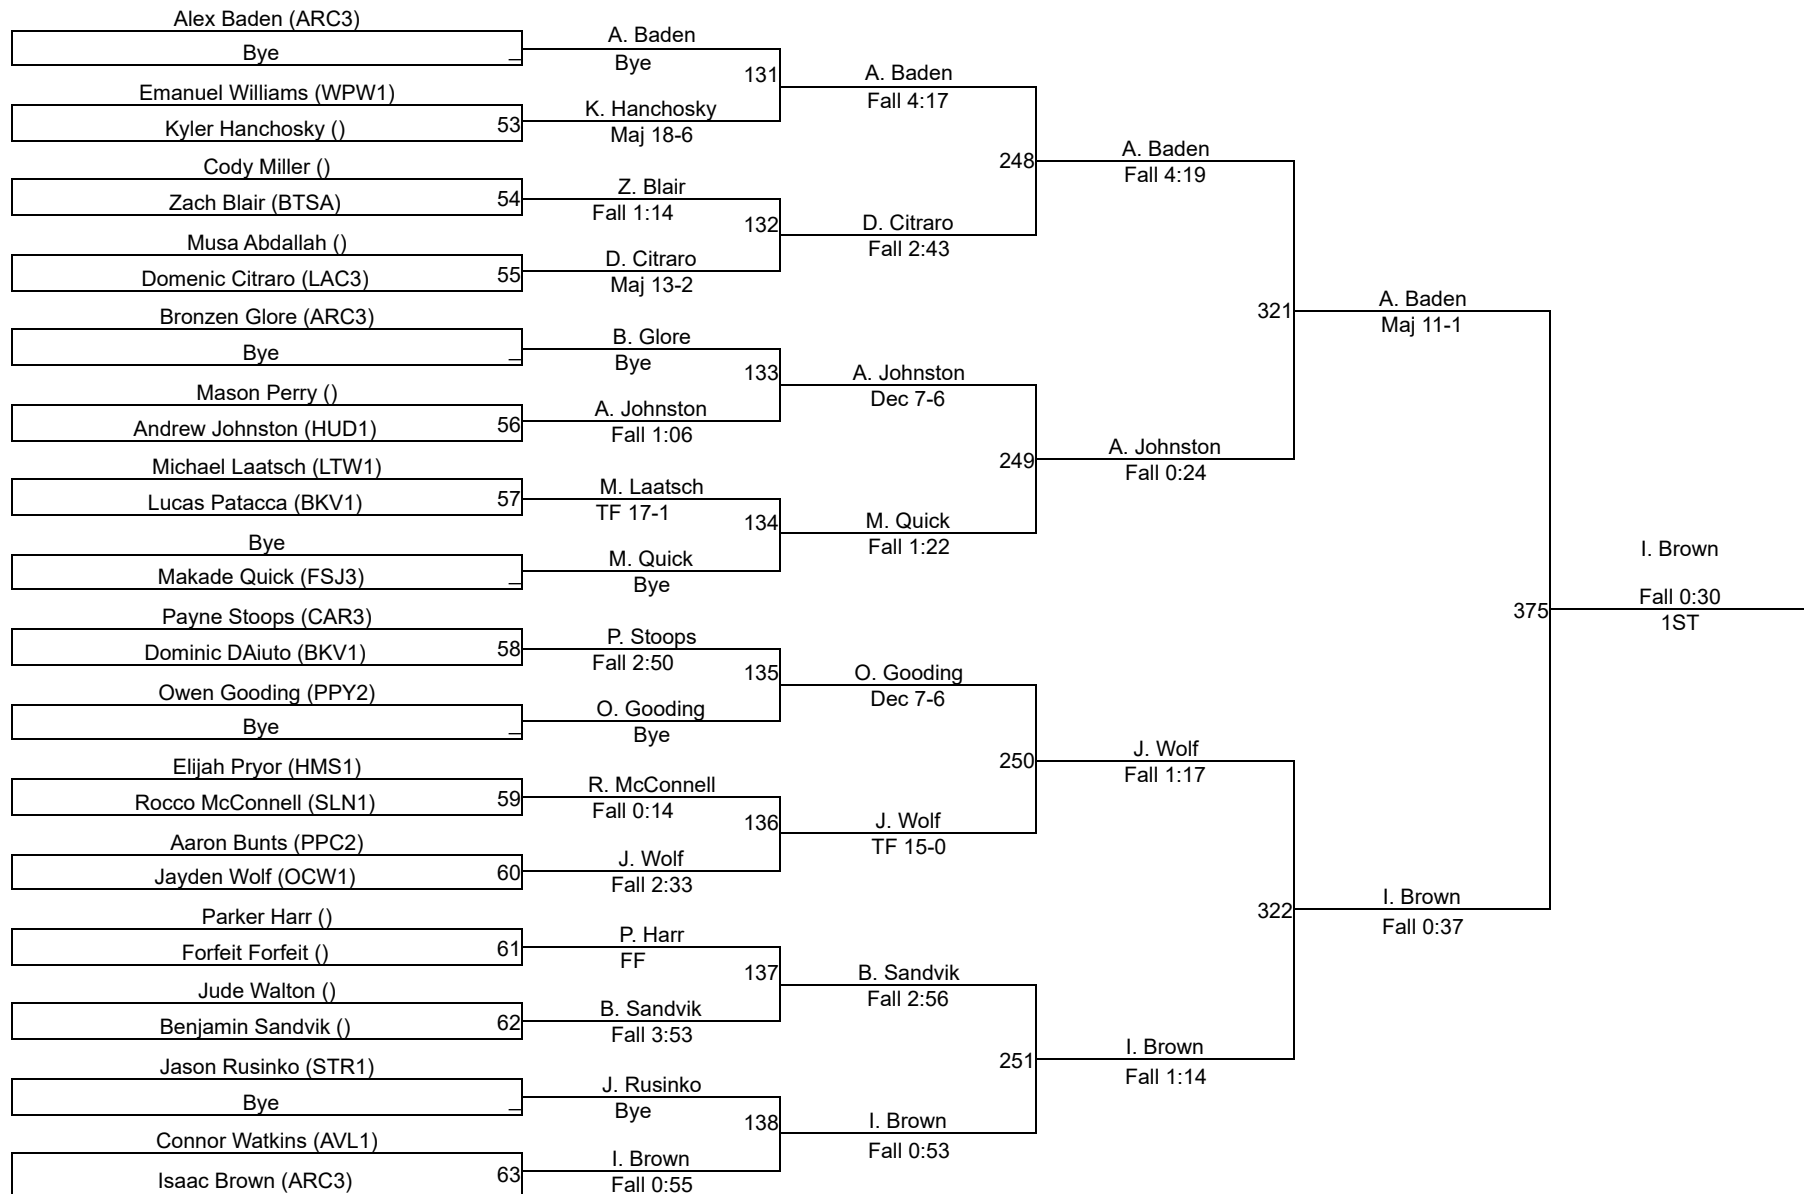 Alex Baden (ARC3)
Bye
_
Emanuel Williams (WPW1)
Kyler Hanchosky ()
53
Cody Miller ()
Zach Blair (BTSA)
54
Musa Abdallah ()
Domenic Citraro (LAC3)
55
Bronzen Glore (ARC3)
Bye
_
Mason Perry ()
Andrew Johnston (HUD1)
56
Michael Laatsch (LTW1)
Lucas Patacca (BKV1)
57
Bye
Makade Quick (FSJ3)
_
Payne Stoops (CAR3)
Dominic DAiuto (BKV1)
58
Owen Gooding (PPY2)
Bye
_
Elijah Pryor (HMS1)
Rocco McConnell (SLN1)
59
Aaron Bunts (PPC2)
Jayden Wolf (OCW1)
60
Parker Harr ()
Forfeit Forfeit ()
61
Jude Walton ()
Benjamin Sandvik ()
62
Jason Rusinko (STR1)
Bye
_
Connor Watkins (AVL1)
Isaac Brown (ARC3)
63
A. Baden
Bye
131
K. Hanchosky
Maj 18-6
Z. Blair
Fall 1:14
132
D. Citraro
Maj 13-2
B. Glore
Bye
133
A. Johnston
Fall 1:06
M. Laatsch
TF 17-1
134
M. Quick
Bye
P. Stoops
Fall 2:50
135
O. Gooding
Bye
R. McConnell
Fall 0:14
136
J. Wolf
Fall 2:33
P. Harr
FF
137
B. Sandvik
Fall 3:53
J. Rusinko
Bye
138
I. Brown
Fall 0:55
A. Baden
Fall 4:17
248
D. Citraro
Fall 2:43
A. Johnston
Dec 7-6
249
M. Quick
Fall 1:22
O. Gooding
Dec 7-6
250
J. Wolf
TF 15-0
B. Sandvik
Fall 2:56
251
I. Brown
Fall 0:53
A. Baden
Fall 4:19
321
A. Johnston
Fall 0:24
J. Wolf
Fall 1:17
322
I. Brown
Fall 1:14
A. Baden
Maj 11-1
375
I. Brown
Fall 0:37
I. Brown
Fall 0:30
1ST